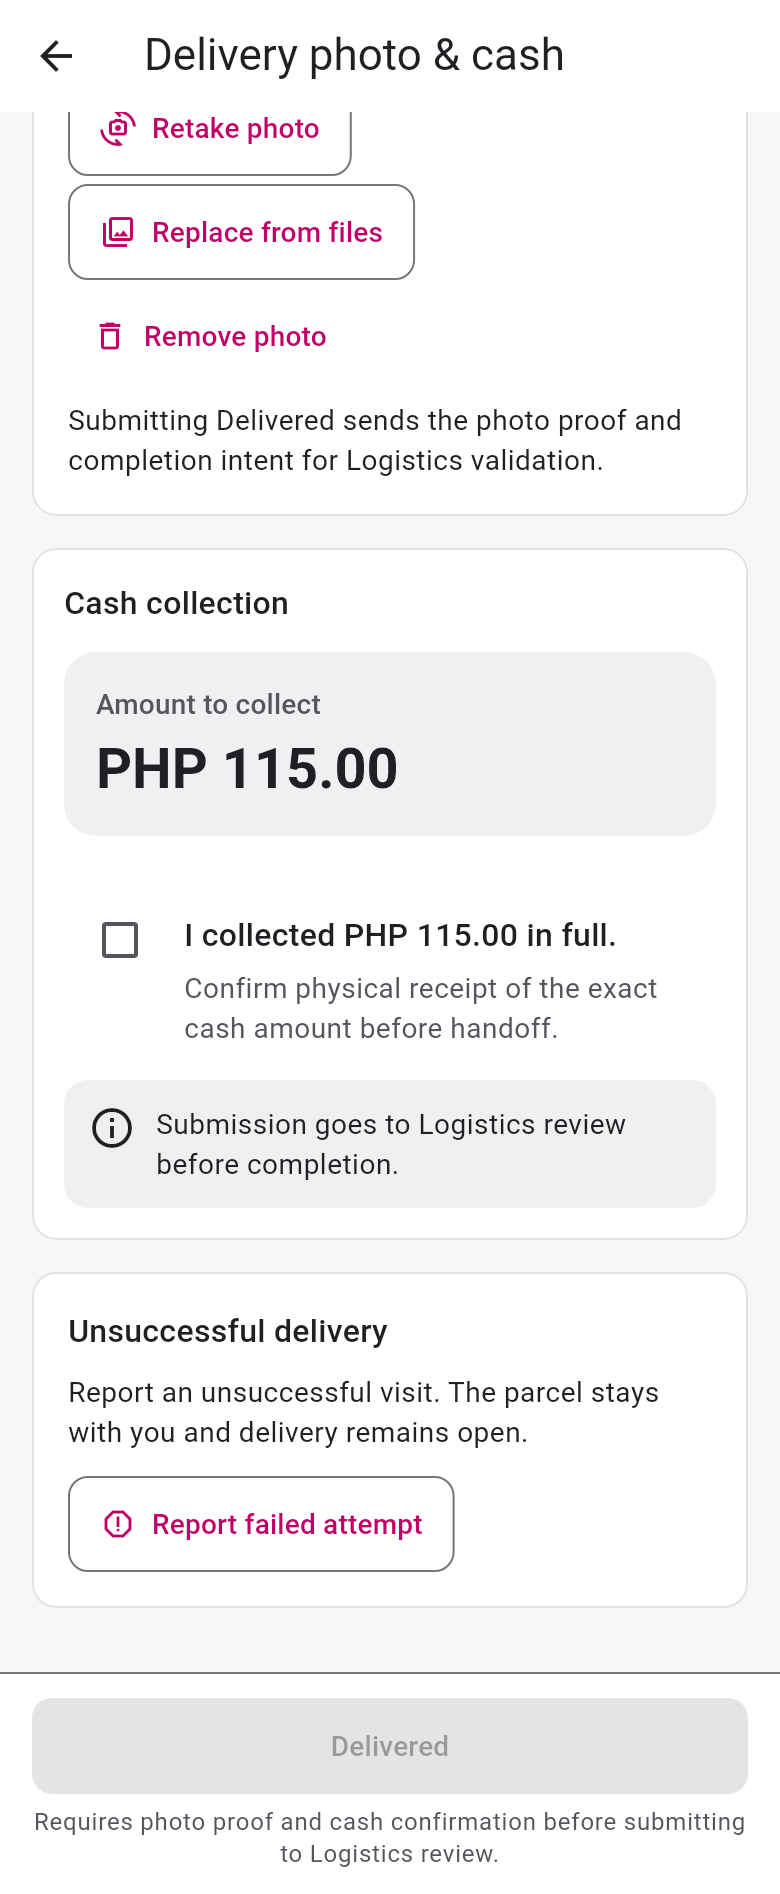 Delivery photo & cash
Retake photo
Replace from files
Remove photo
Submitting Delivered sends the photo proof and
completion intent for Logistics validation.
Cash collection
Amount to collect
PHP 115.00
I collected PHP 115.00 in full.
Confirm physical receipt of the exact
cash amount before handoff.
Submission goes to Logistics review
before completion.
Unsuccessful delivery
Report an unsuccessful visit. The parcel stays
with you and delivery remains open.
Report failed attempt
Delivered
Requires photo proof and cash confirmation before submitting
to Logistics review.